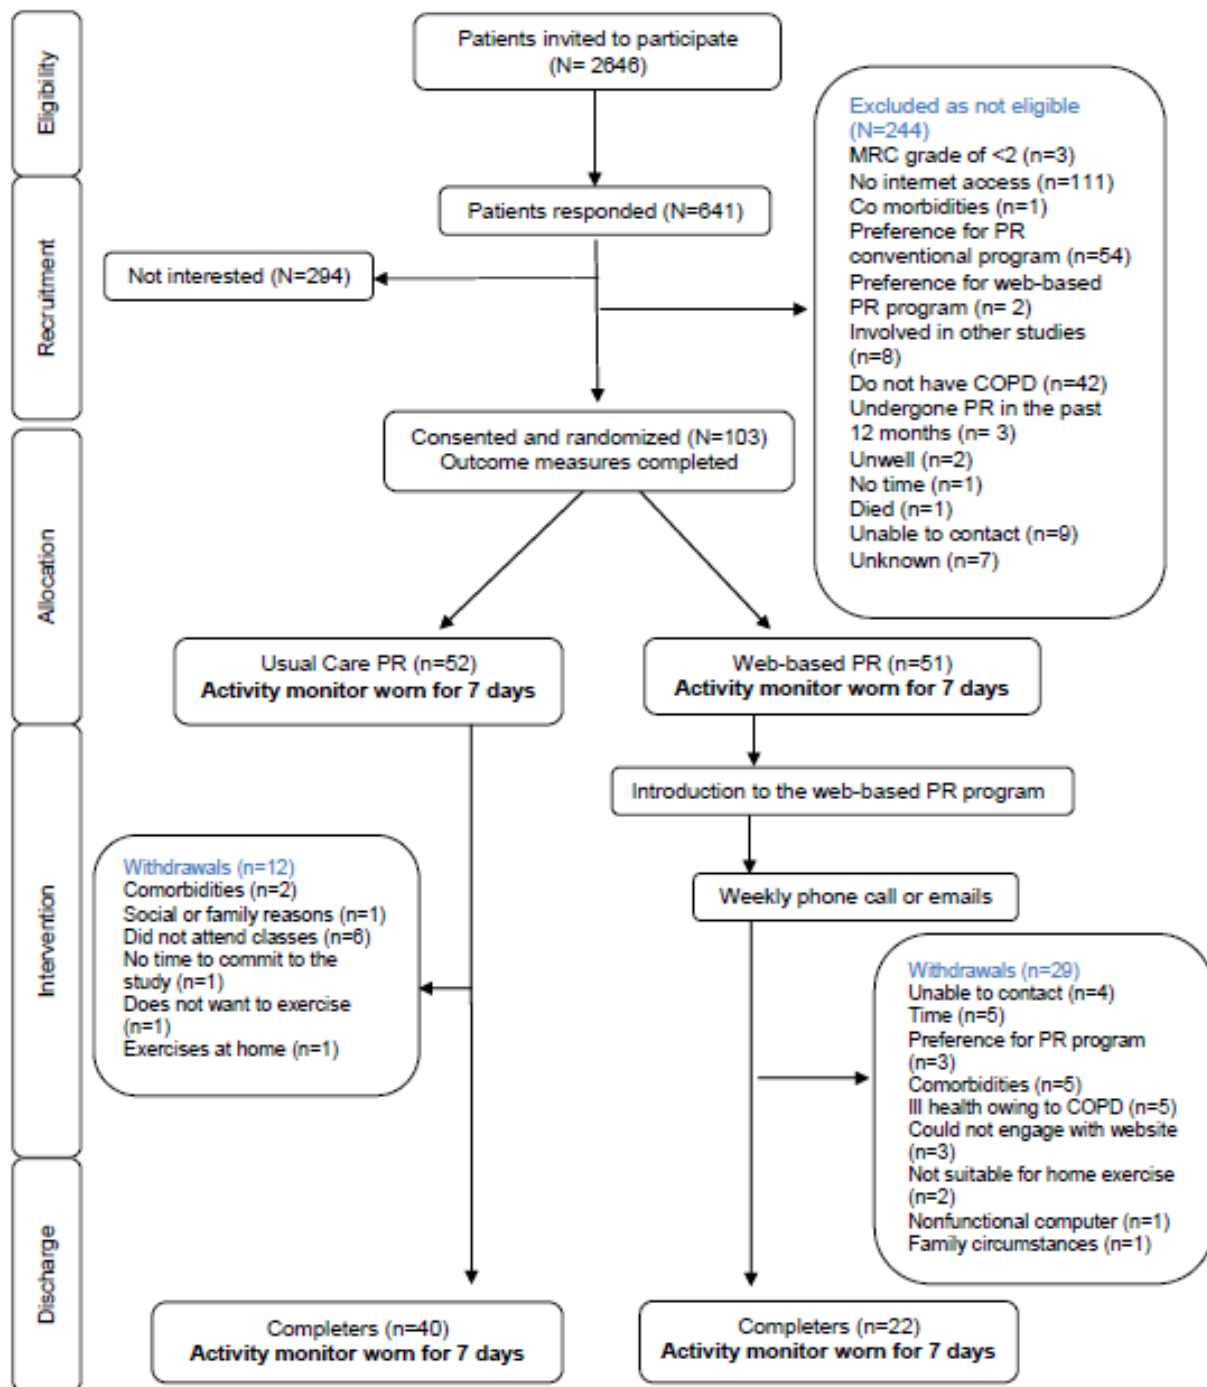 Eligibility
Patients invited to participate
(N= 2646)
Excluded as not eligible
(N=244)
MRC grade of <2 (n=3)
No internet access (n=111)
Co morbidities (n=1)
Preference for PR
conventional program (n=54)
Preference for web-based
PR program (n= 2)
Involved in other studies
(n=8)
Do not have COPD (n=42)
Undergone PR in the past
12 months (n= 3)
Unwell (n=2)
No time (n=1)
Died (n=1)
Unable to contact (n=9)
Unknown (n=7)
Recruitment
Patients responded (N=641)
Not interested (N=294)
Allocation
Consented and randomized (N=103)
Outcome measures completed
Usual Care PR (n=52)
Activity monitor worn for 7 days
Web-based PR (n=51)
Activity monitor worn for 7 days
Intervention
Introduction to the web-based PR program
Weekly phone call or emails
Withdrawals (n=12)
Comorbidities (n=2)
Social or family reasons (n=1)
Did not attend classes (n=6)
No time to commit to the
study (n=1)
Does not want to exercise
(n=1)
Exercises at home (n=1)
Withdrawals (n=29)
Unable to contact (n=4)
Time (n=5)
Preference for PR program
(n=3)
Comorbidities (n=5)
Ill health owing to COPD (n=5)
Could not engage with website
(n=3)
Not suitable for home exercise
(n=2)
Nonfunctional computer (n=1)
Family circumstances (n=1)
Discharge
Completers (n=40)
Activity monitor worn for 7 days
Completers (n=22)
Activity monitor worn for 7 days